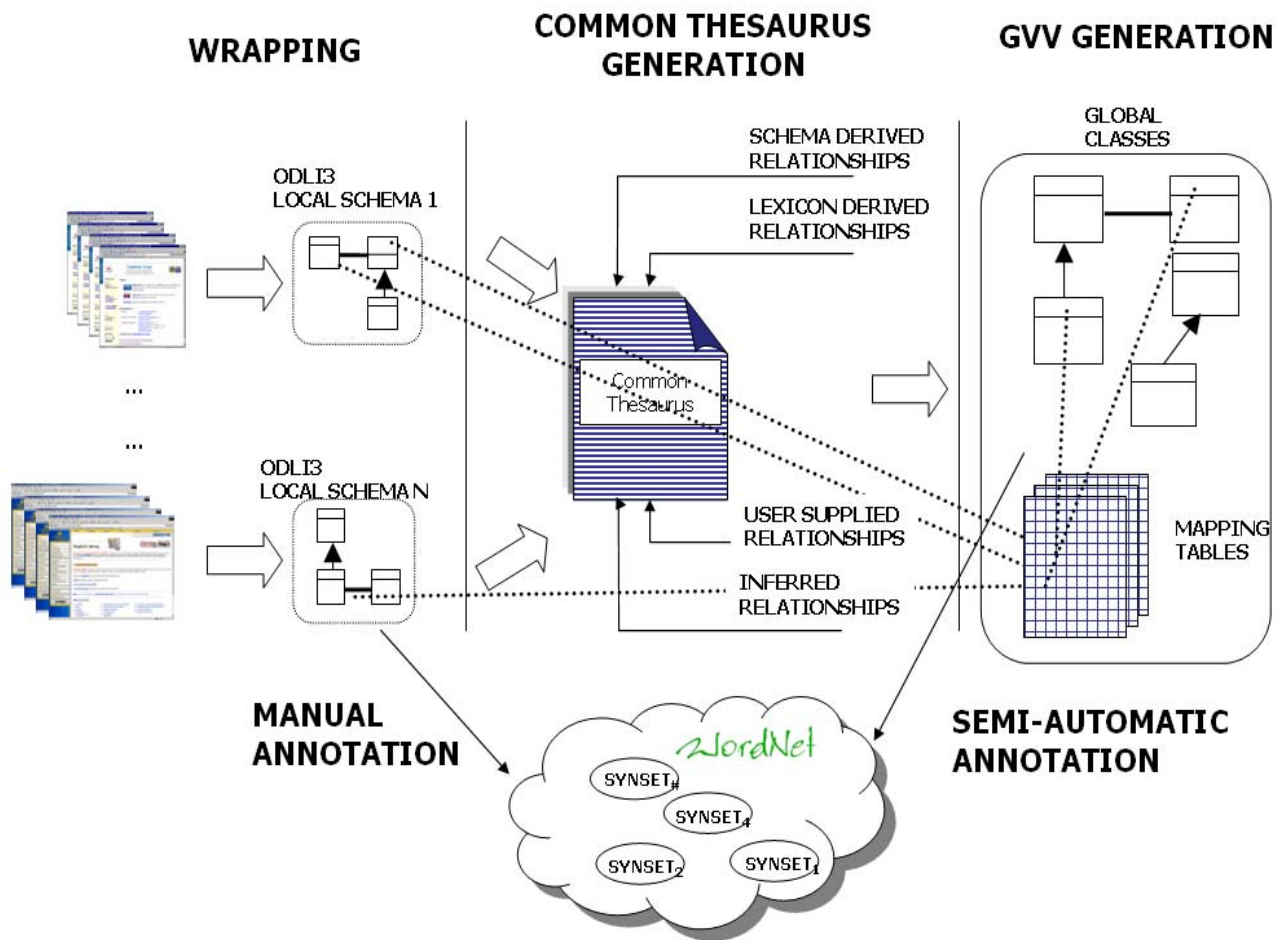 WRAPPING
COMMON THESAURUS
GENERATION
GVV GENERATION
ODLI3
LOCAL SCHEMA 1
...
...
ODLI3
LOCAL SCHEMA N
SCHEMA DERIVED
RELATIONSHIPS
LEXICON DERIVED
RELATIONSHIPS
Common
Thesaurus
USER SUPPLIED
RELATIONSHIPS
INFERRED
RELATIONSHIPS
GLOBAL
CLASSES
MAPPING
TABLES
MANUAL
ANNOTATION
WordNet
SYNSET#
SYNSET4
SYNSET2
SYNSET1
SEMI-AUTOMATIC
ANNOTATION